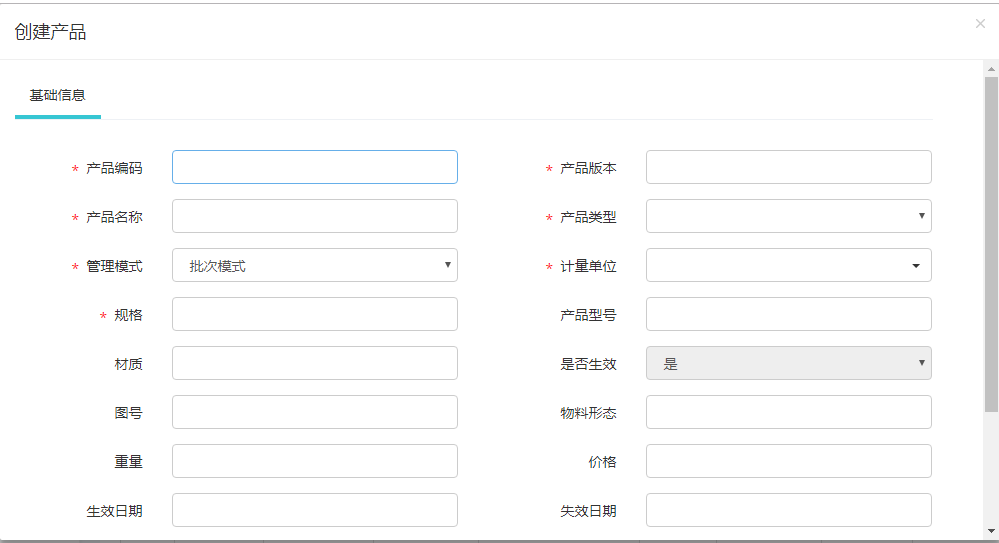 创建产品
×
基础信息
* 产品编码
* 产品版本
* 产品名称
* 产品类型
* 管理模式 批次模式
* 计量单位
* 规格
产品型号
材质
是否生效 是
图号
物料形态
重量
价格
生效日期
失效日期